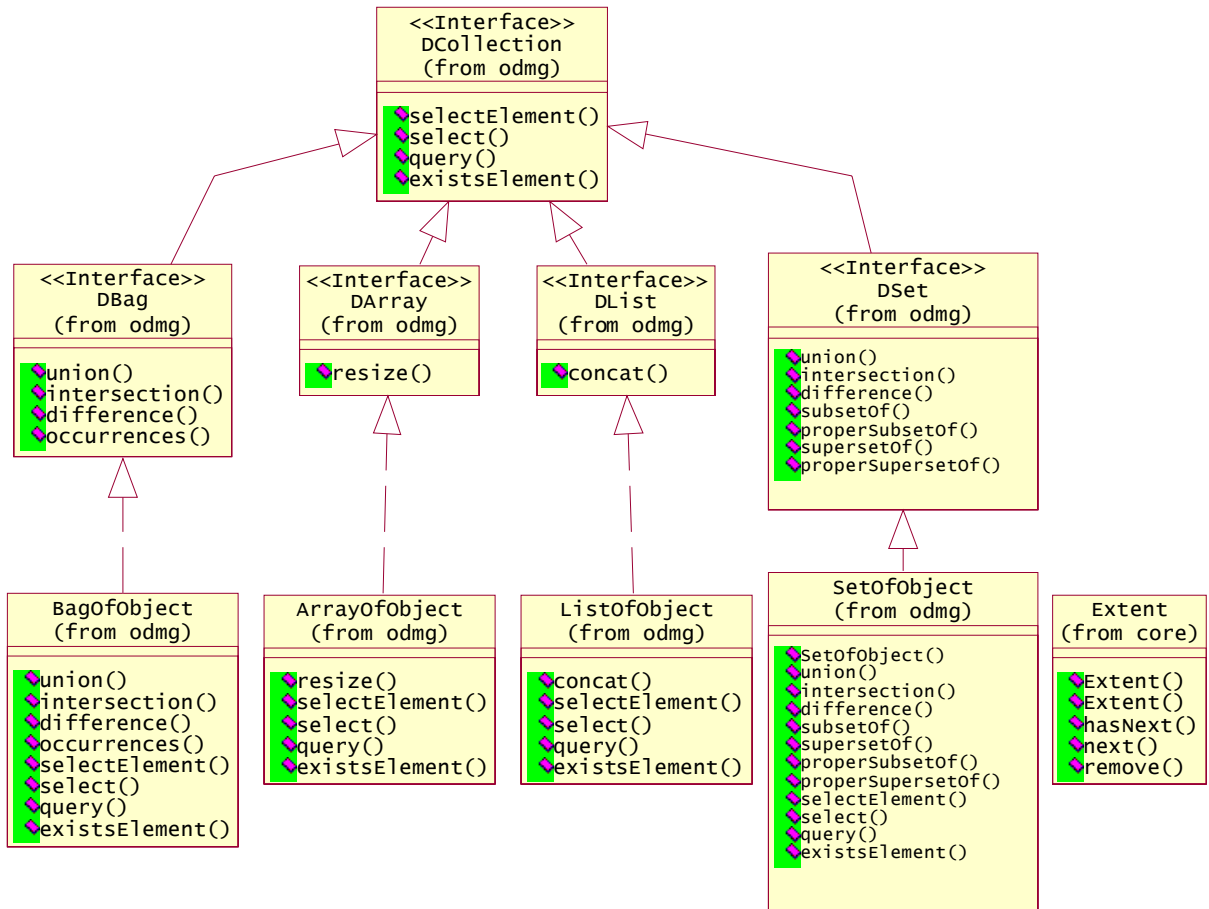 <<Interface>>
DCollection
(from odmg)
selectElement()
select()
query()
existsElement()
<<Interface>>
DBag
(from odmg)
union()
intersection()
difference()
occurrences()
<<Interface>>
DArray
(from odmg)
resize()
<<Interface>>
DList
(from odmg)
concat()
<<Interface>>
DSet
(from odmg)
union()
intersection()
difference()
subsetOf()
properSubsetOf()
supersetOf()
properSupersetOf()
BagOfObject
(from odmg)
union()
intersection()
difference()
occurrences()
selectElement()
select()
query()
existsElement()
ArrayOfObject
(from odmg)
resize()
selectElement()
select()
query()
existsElement()
ListOfObject
(from odmg)
concat()
selectElement()
select()
query()
existsElement()
SetOfObject
(from odmg)
SetOfObject()
union()
intersection()
difference()
subsetOf()
supersetOf()
properSubsetOf()
properSupersetOf()
selectElement()
select()
query()
existsElement()
Extent
(from core)
Extent()
Extent()
hasNext()
next()
remove()